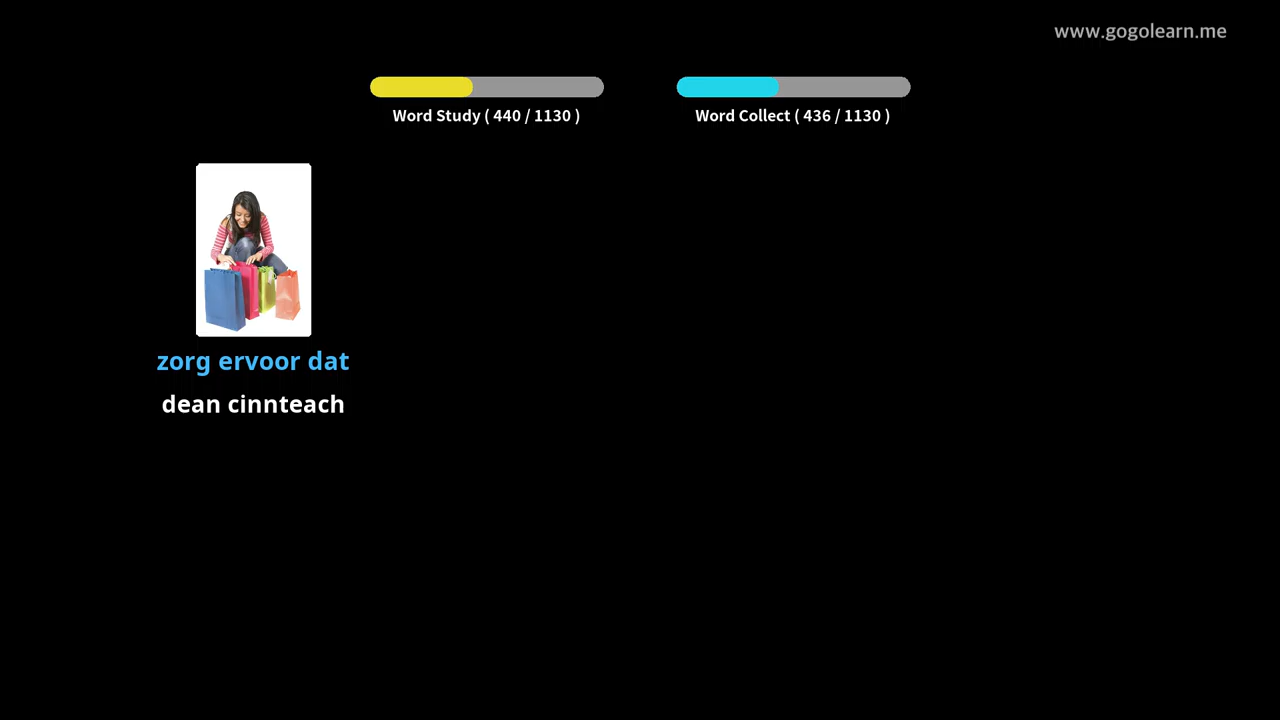 www.gogolearn.me
Word Study ( 440 / 1130 )
Word Collect ( 436 / 1130 )
zorg ervoor dat
dean cinnteach